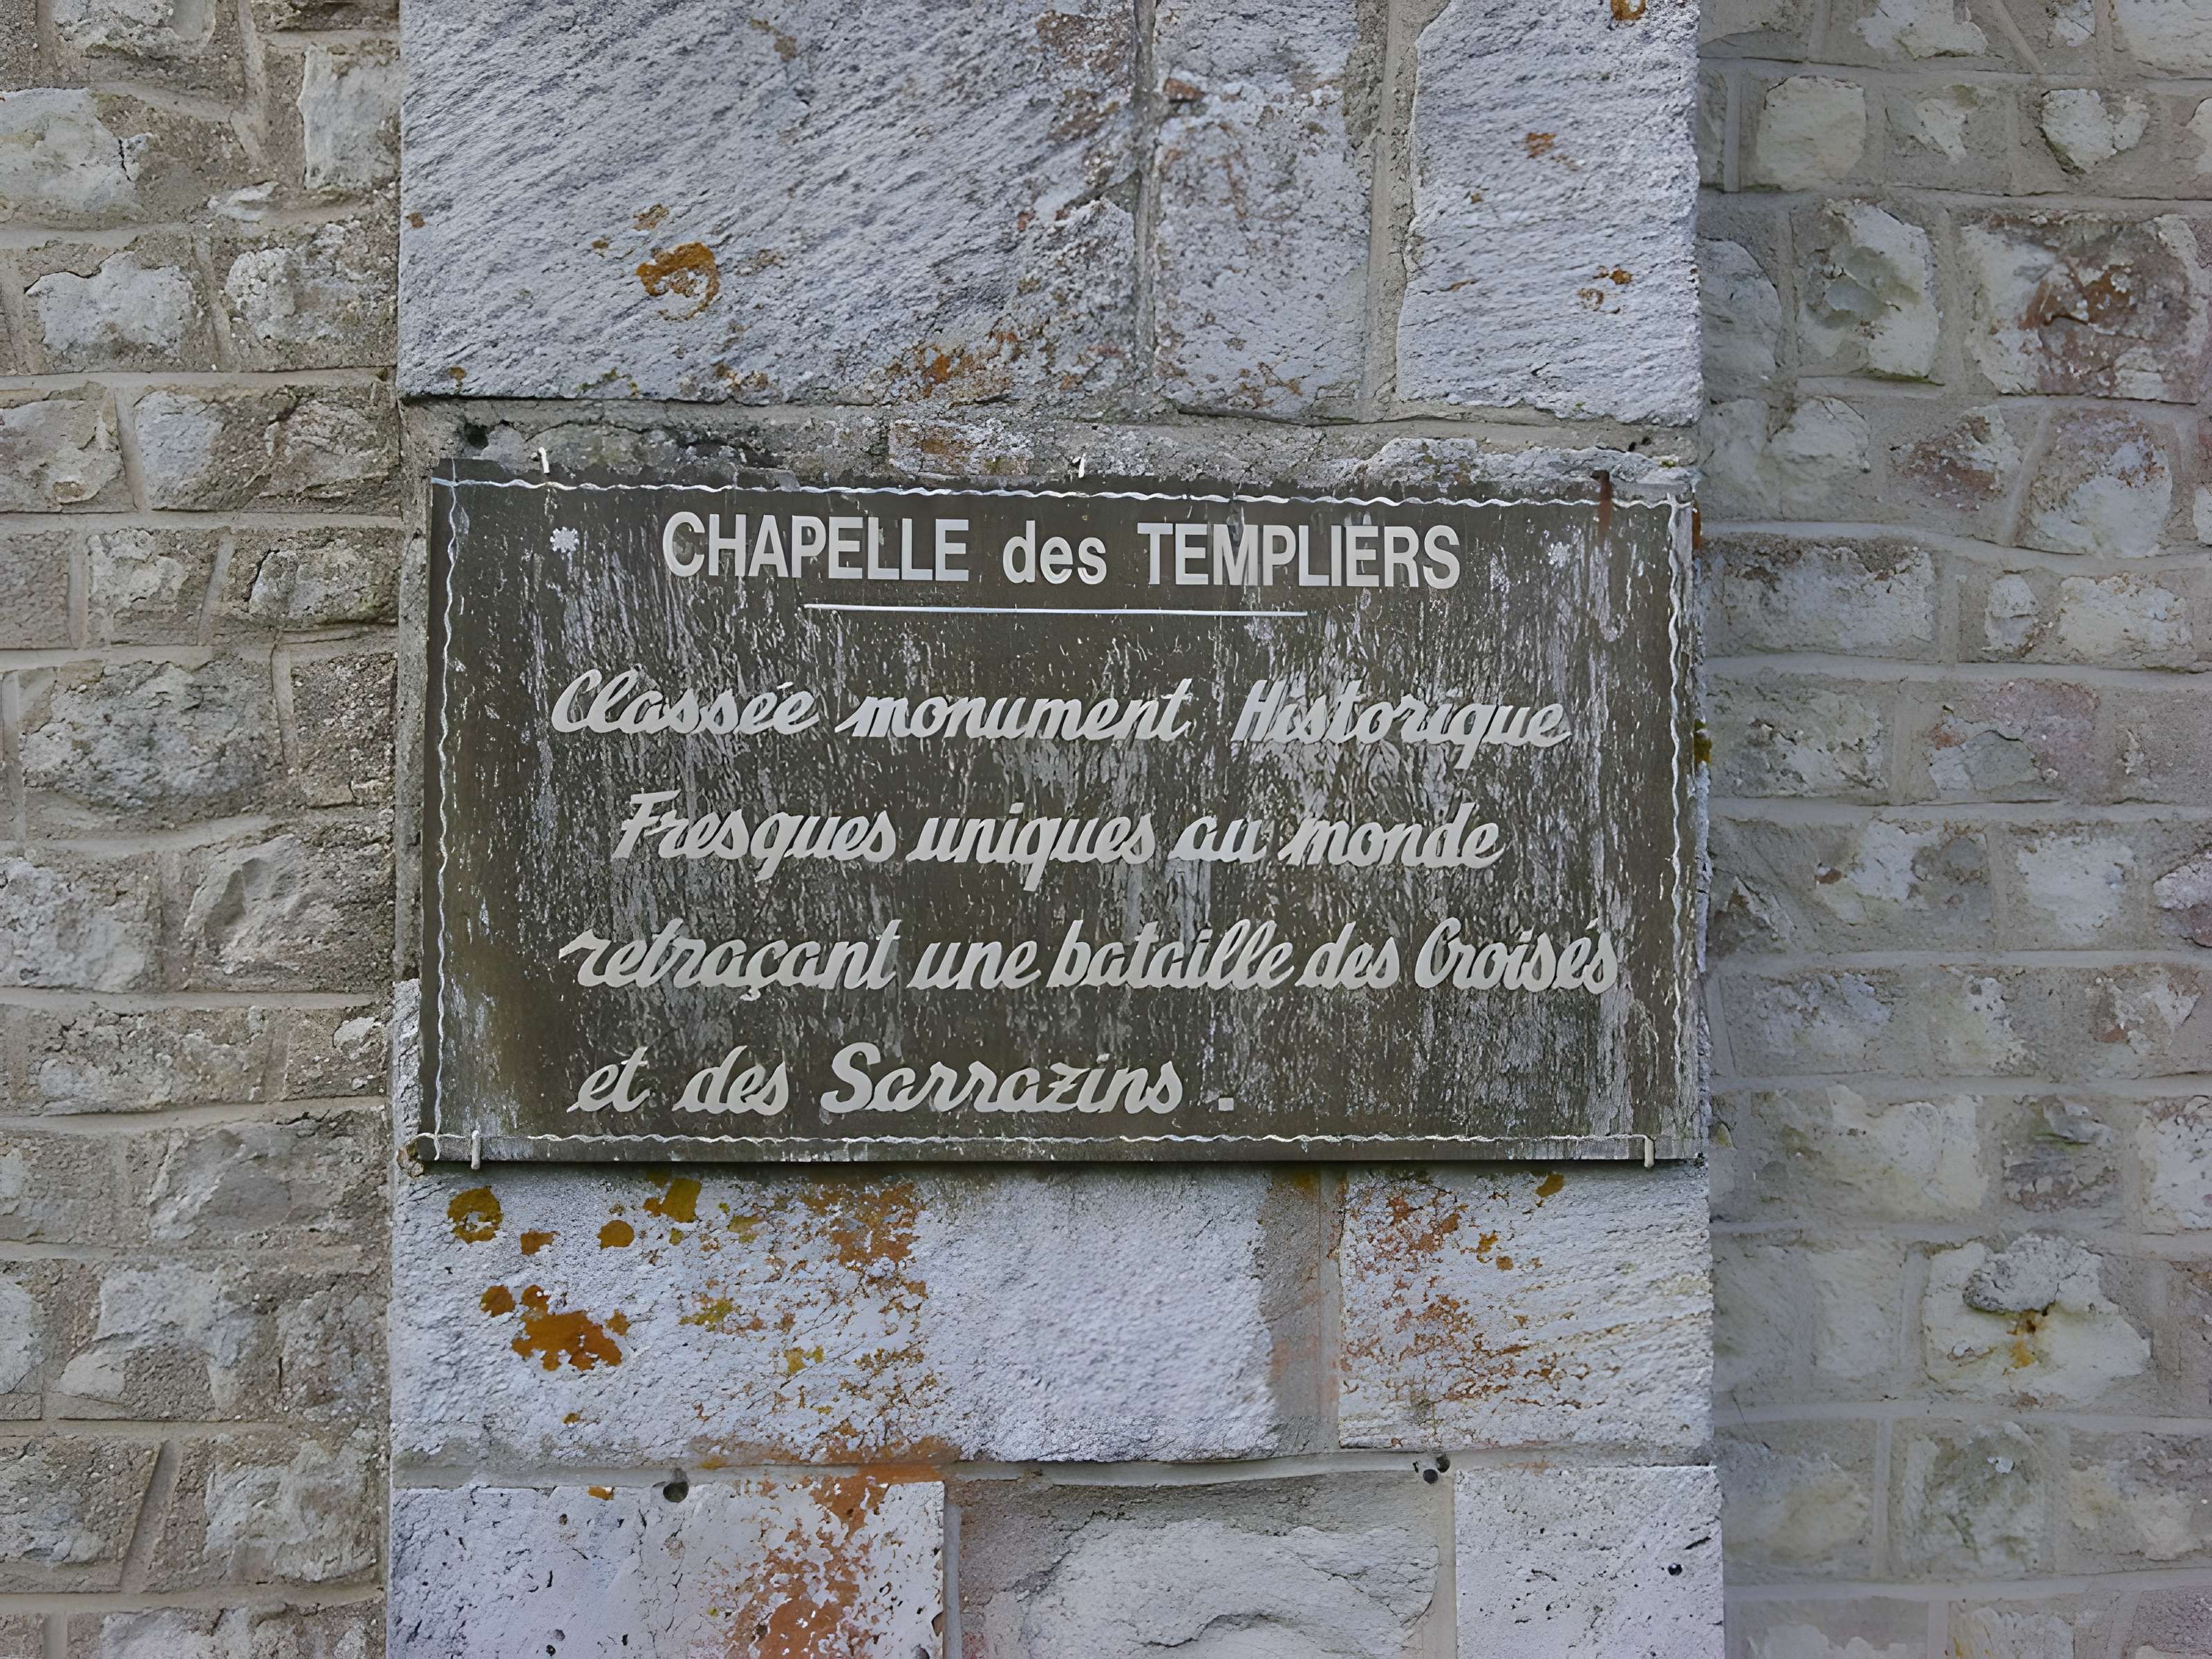 CHAPELLE des TEMPLIERS
Classée monument Historique
Fresques uniques au monde
retraçant une bataille des Croisés
et des Sarrazins .